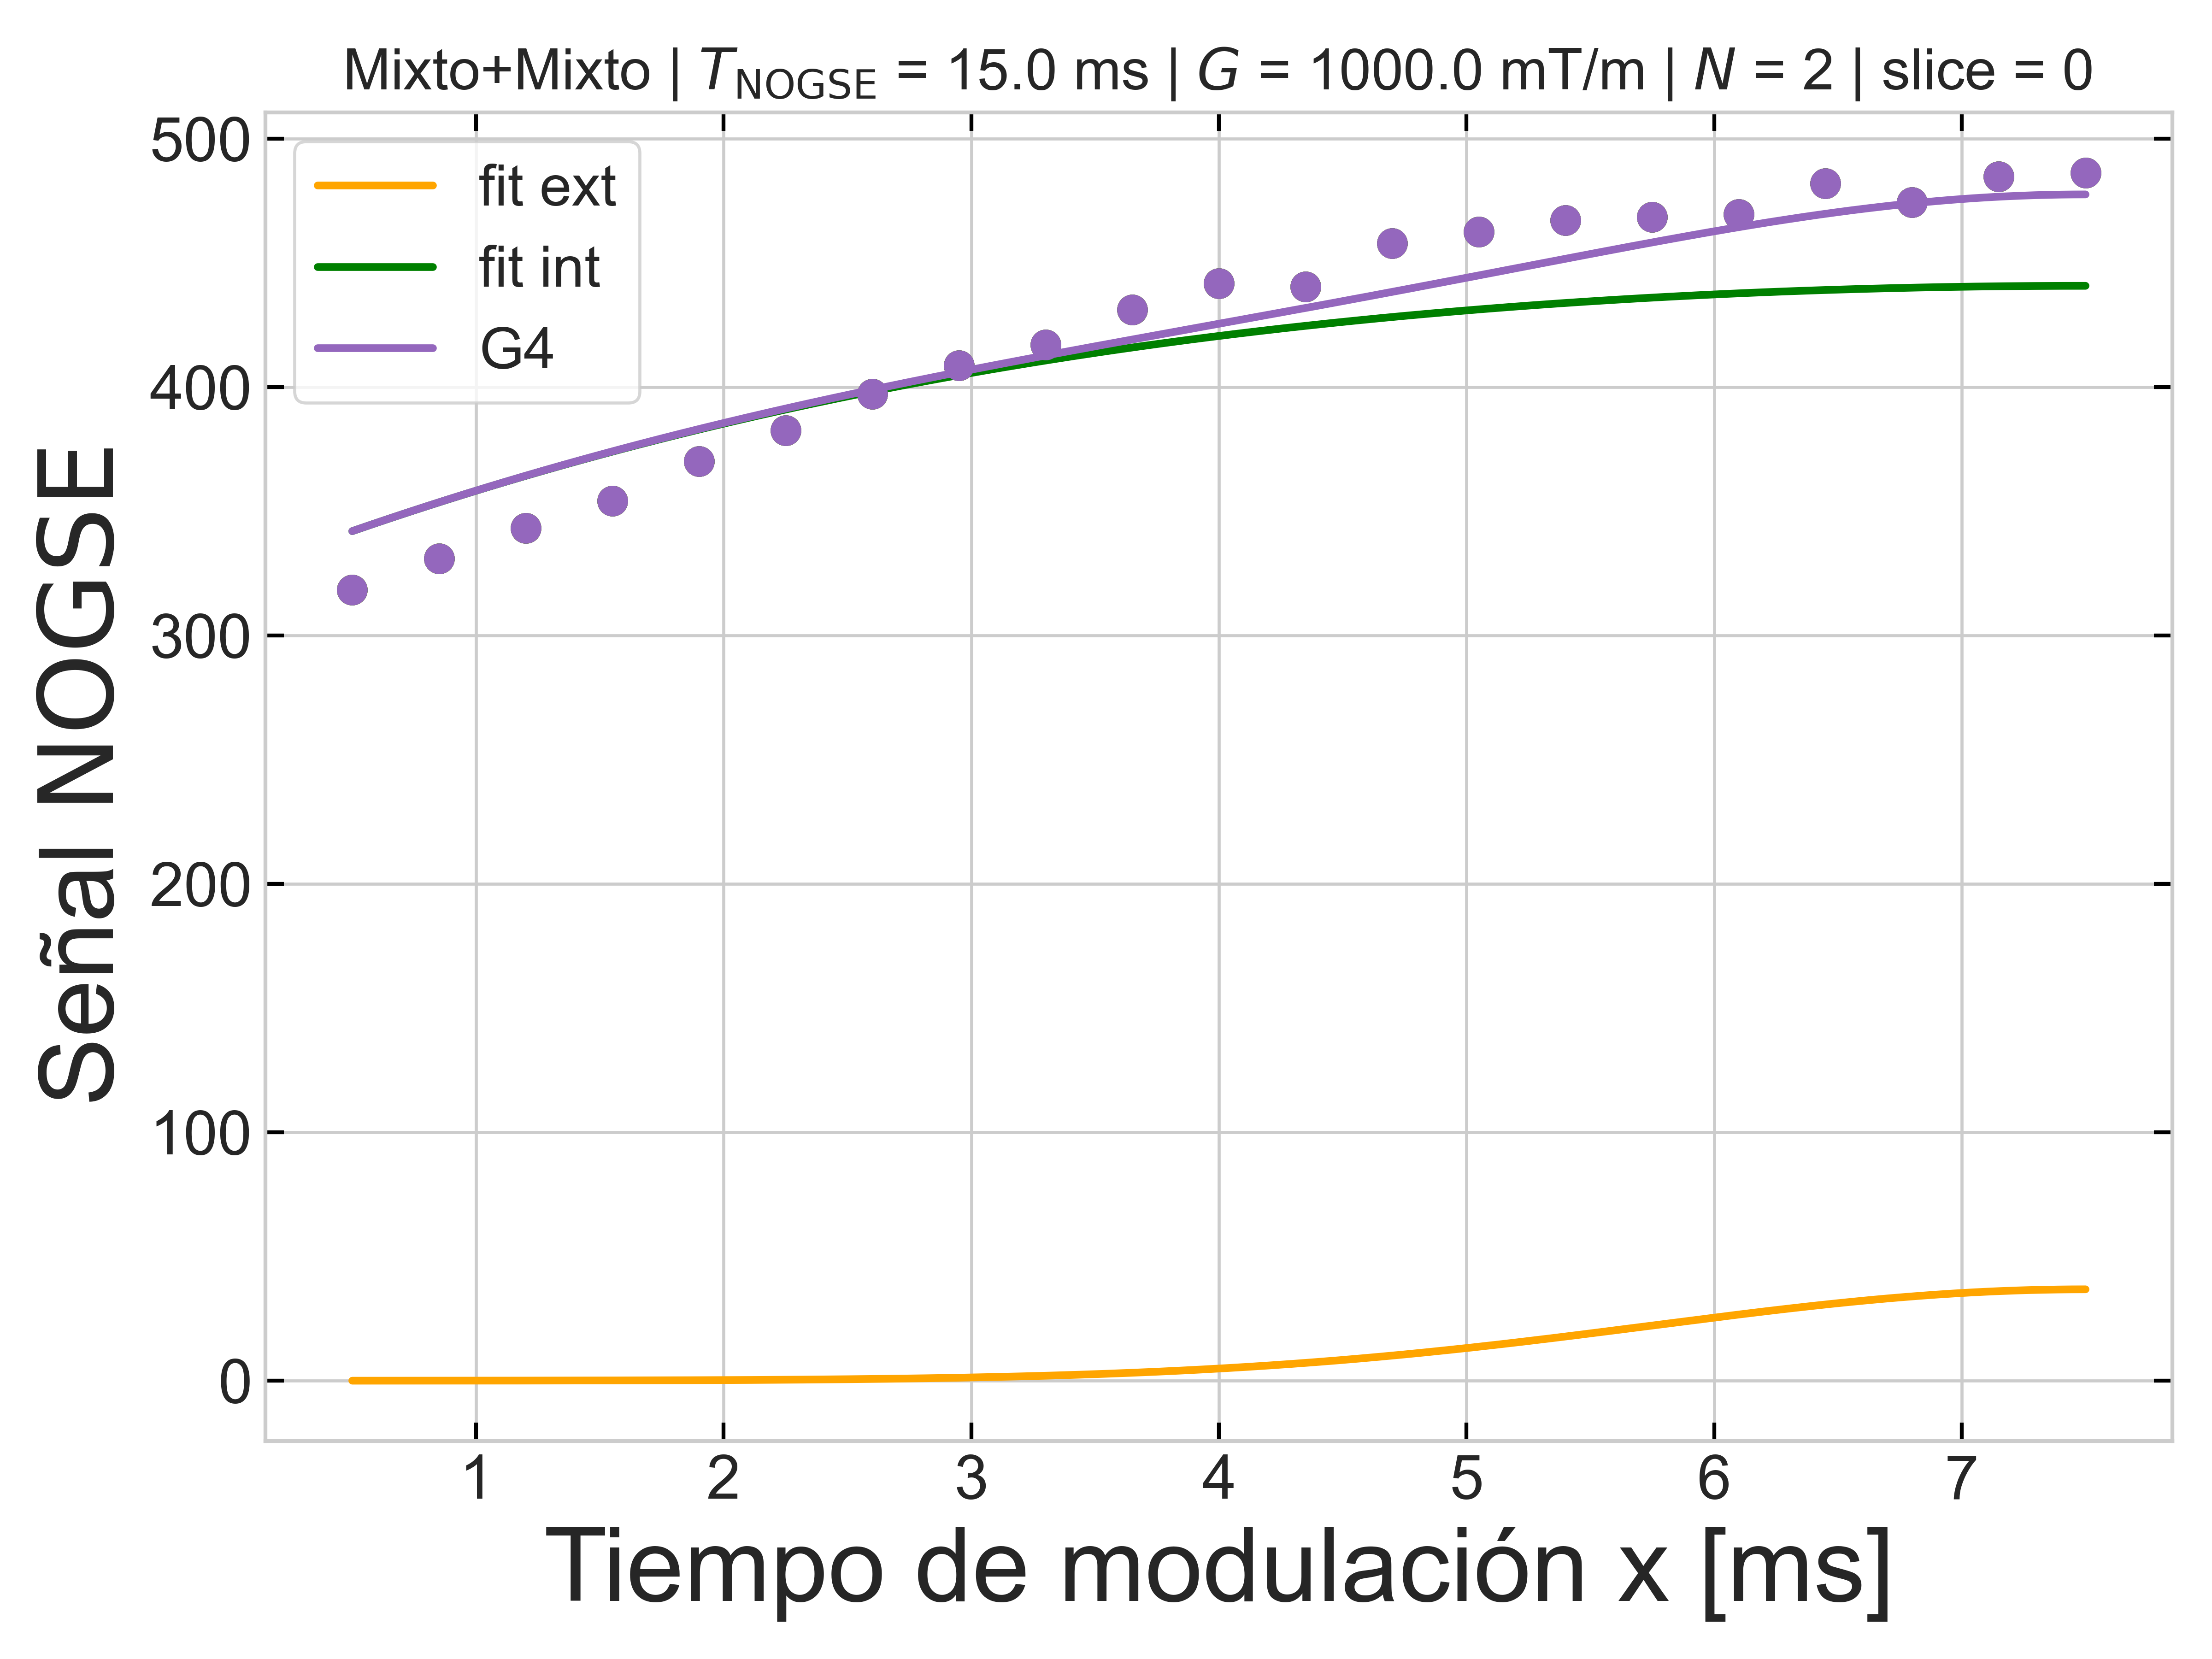 Mixto+Mixto | T_NOGSE = 15.0 ms | G = 1000.0 mT/m | N = 2 | slice = 0
Señal NOGSE
500
400
300
200
100
0
fit ext
fit int
G4
1 2 3 4 5 6 7
Tiempo de modulación x [ms]